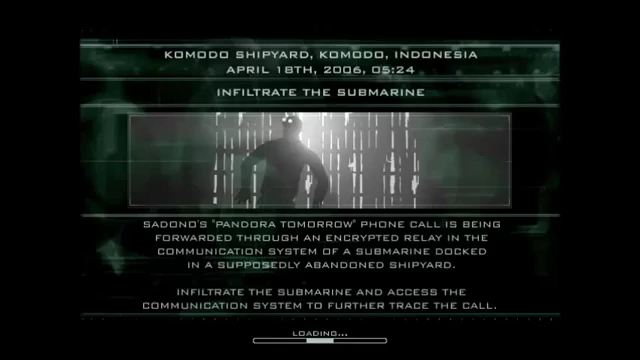 KOMODO SHIPYARD, KOMODO, INDONESIA
APRIL 18TH, 2006, 05:24
INFILTRATE THE SUBMARINE
SADONO'S "PANDORA TOMORROW" PHONE CALL IS BEING
FORWARDED THROUGH AN ENCRYPTED RELAY IN THE
COMMUNICATION SYSTEM OF A SUBMARINE DOCKED
IN A SUPPOSEDLY ABANDONED SHIPYARD.
INFILTRATE THE SUBMARINE AND ACCESS THE
COMMUNICATION SYSTEM TO FURTHER TRACE THE CALL.
LOADING...